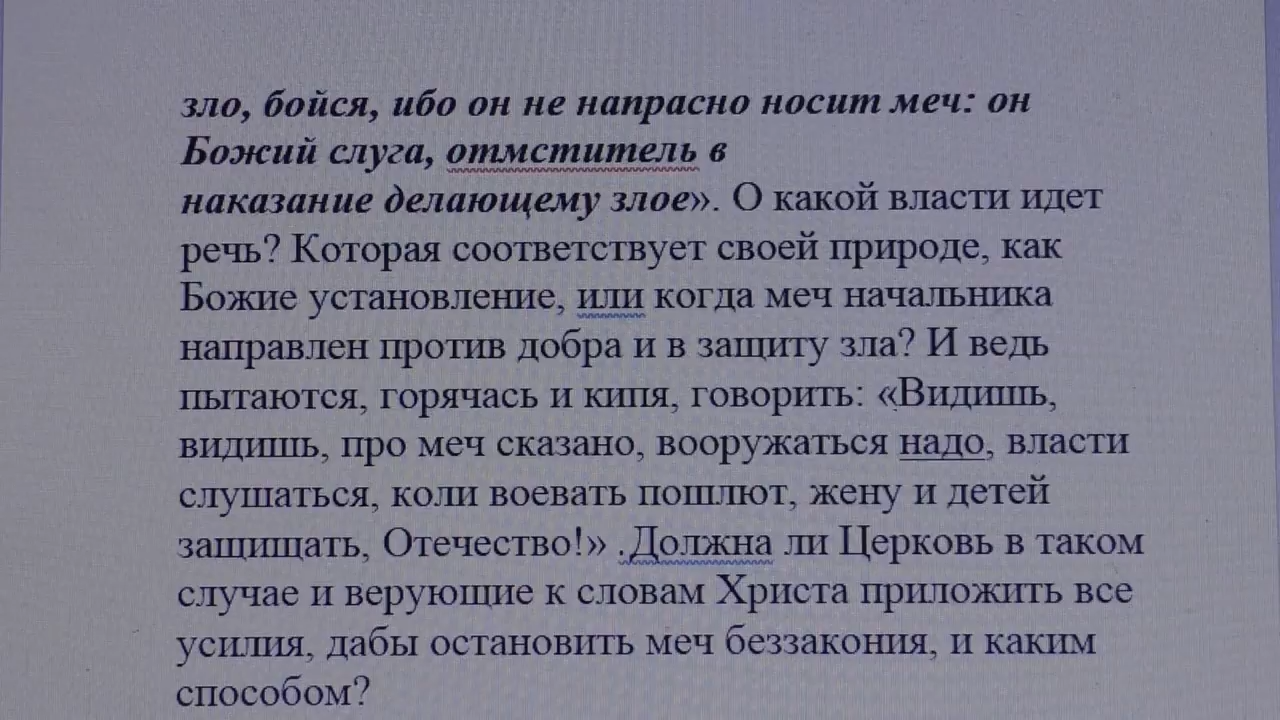 зло, бойся, ибо он не напрасно носит меч: он
Божий слуга, отмститель в
наказание делающему злое». О какой власти идет
речь? Которая соответствует своей природе, как
Божие установление, или когда меч начальника
направлен против добра и в защиту зла? И ведь
пытаются, горячась и кипя, говорить: «Видишь,
видишь, про меч сказано, вооружаться надо, власти
слушаться, коли воевать пошлют, жену и детей
защищать, Отечество!» .Должна ли Церковь в таком
случае и верующие к словам Христа приложить все
усилия, дабы остановить меч беззакония, и каким
способом?